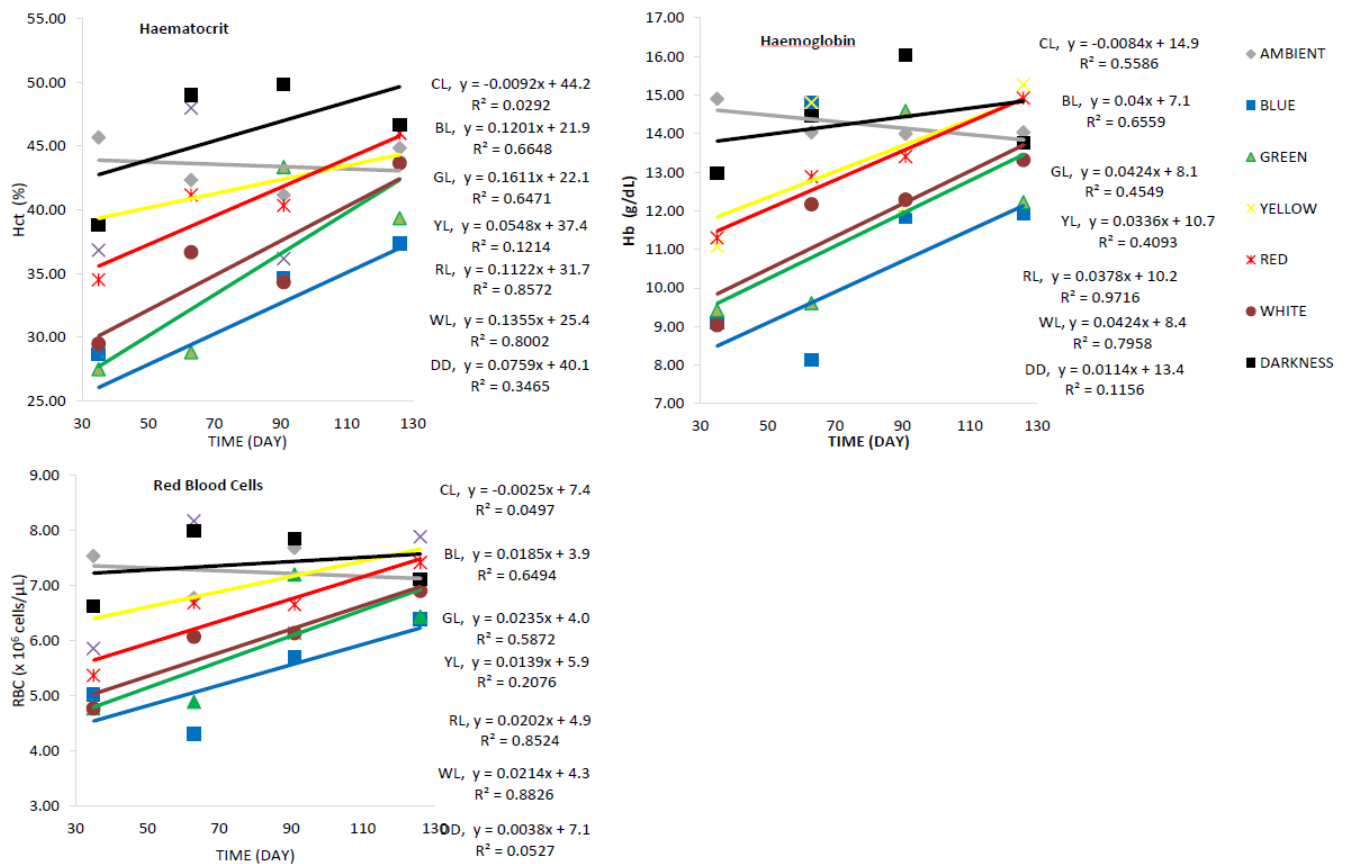 Haematocrit
Hct (%)
55.00
50.00
45.00
40.00
35.00
30.00
25.00
30
50
70
90
110
130
TIME (DAY)
CL, y = -0.0092x + 44.2
R² = 0.0292
BL, y = 0.1201x + 21.9
R² = 0.6648
GL, y = 0.1611x + 22.1
R² = 0.6471
YL, y = 0.0548x + 37.4
R² = 0.1214
RL, y = 0.1122x + 31.7
R² = 0.8572
WL, y = 0.1355x + 25.4
R² = 0.8002
DD, y = 0.0759x + 40.1
R² = 0.3465
Haemoglobin
Hb (g/dL)
17.00
16.00
15.00
14.00
13.00
12.00
11.00
10.00
9.00
8.00
7.00
30
50
70
90
110
130
TIME (DAY)
CL, y = -0.0084x + 14.9
R² = 0.5586
BL, y = 0.04x + 7.1
R² = 0.6559
GL, y = 0.0424x + 8.1
R² = 0.4549
YL, y = 0.0336x + 10.7
R² = 0.4093
RL, y = 0.0378x + 10.2
R² = 0.9716
WL, y = 0.0424x + 8.4
R² = 0.7958
DD, y = 0.0114x + 13.4
R² = 0.1156
AMBIENT
BLUE
GREEN
YELLOW
RED
WHITE
DARKNESS
Red Blood Cells
RBC (x 10⁶ cells/µL)
9.00
8.00
7.00
6.00
5.00
4.00
3.00
30
50
70
90
110
130
TIME (DAY)
CL, y = -0.0025x + 7.4
R² = 0.0497
BL, y = 0.0185x + 3.9
R² = 0.6494
GL, y = 0.0235x + 4.0
R² = 0.5872
YL, y = 0.0139x + 5.9
R² = 0.2076
RL, y = 0.0202x + 4.9
R² = 0.8524
WL, y = 0.0214x + 4.3
R² = 0.8826
DD, y = 0.0038x + 7.1
R² = 0.0527